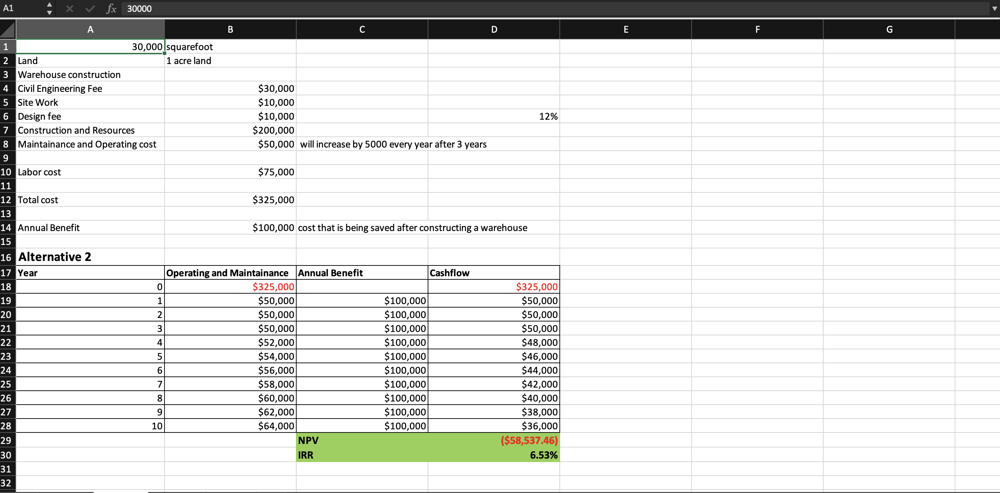 A1 fx 30000
A B C D E F G
1 30,000 squarefoot
2 Land 1 acre land
3 Warehouse construction
4 Civil Engineering Fee $30,000
5 Site Work $10,000
6 Design fee $10,000 12%
7 Construction and Resources $200,000
8 Maintainance and Operating cost $50,000 will increase by 5000 every year after 3 years
9
10 Labor cost $75,000
11
12 Total cost $325,000
13
14 Annual Benefit $100,000 cost that is being saved after constructing a warehouse
15
16 Alternative 2
17 Year Operating and Maintainance Annual Benefit Cashflow
18 0 $325,000 $325,000
19 1 $50,000 $100,000 $50,000
20 2 $50,000 $100,000 $50,000
21 3 $50,000 $100,000 $50,000
22 4 $52,000 $100,000 $48,000
23 5 $54,000 $100,000 $46,000
24 6 $56,000 $100,000 $44,000
25 7 $58,000 $100,000 $42,000
26 8 $60,000 $100,000 $40,000
27 9 $62,000 $100,000 $38,000
28 10 $64,000 $100,000 $36,000
29 NPV ($58,537.46)
30 IRR 6.53%
31
32